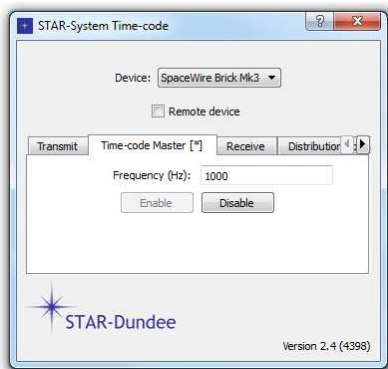 STAR-System Time-code
Device: SpaceWire Brick Mk3
Remote device
Transmit Time-code Master [*] Receive Distribution
Frequency (Hz): 1000
Enable Disable
STAR-Dundee
Version 2.4 (4398)